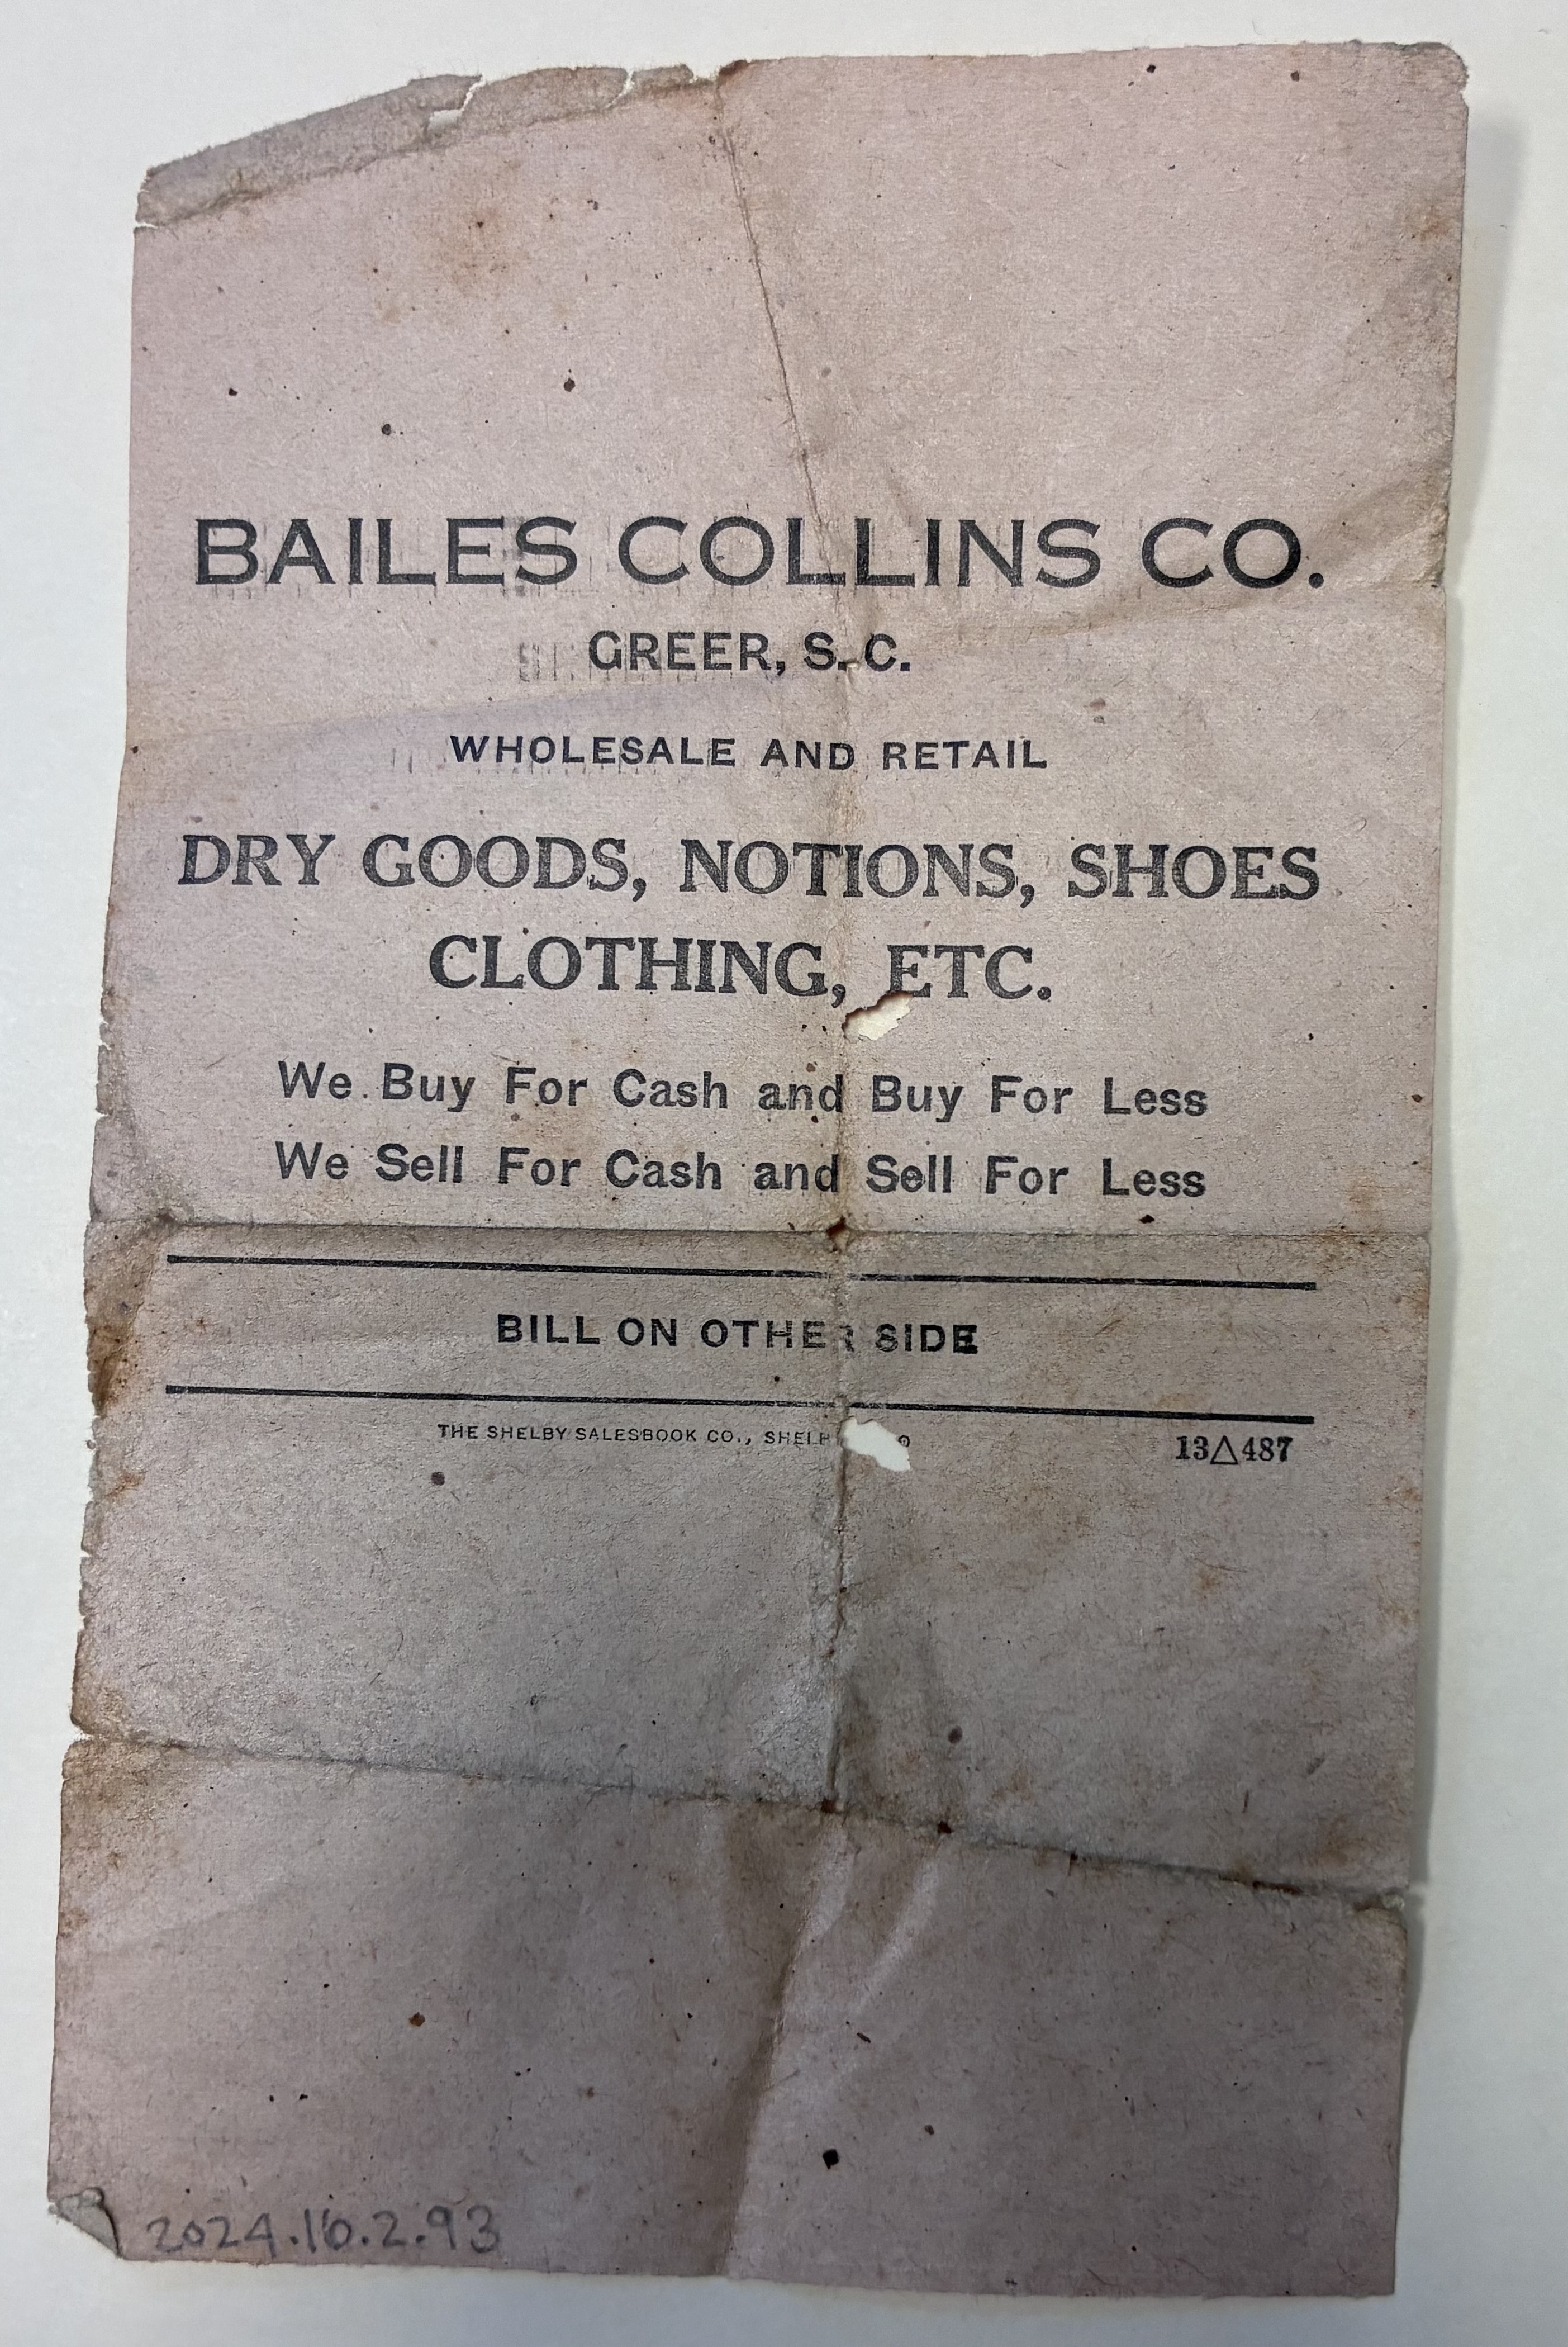 BAILES COLLINS CO.
GREER, S. C.
WHOLESALE AND RETAIL
DRY GOODS, NOTIONS, SHOES
CLOTHING, ETC.
We Buy For Cash and Buy For Less
We Sell For Cash and Sell For Less
BILL ON OTHER SIDE
THE SHELBY SALESBOOK CO.,
13△487
2024.16.2.93